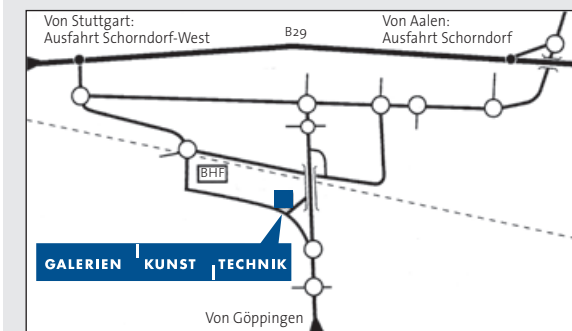 Von Stuttgart:
Ausfahrt Schorndorf-West
B29
Von Aalen:
Ausfahrt Schorndorf
BHF
GALERIEN KUNST TECHNIK
Von Göppingen